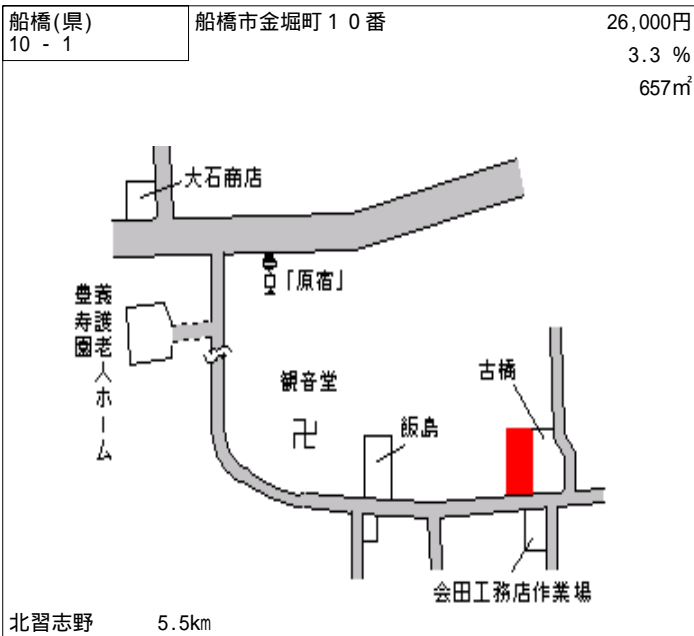 船橋(県)
10 - 1
船橋市金堀町１０番
26,000円
3.3 %
657㎡
大石商店
「原宿」
養護老人ホーム
豊寿園
観音堂
卍
飯島
古橋
会田工務店作業場
北習志野 5.5km